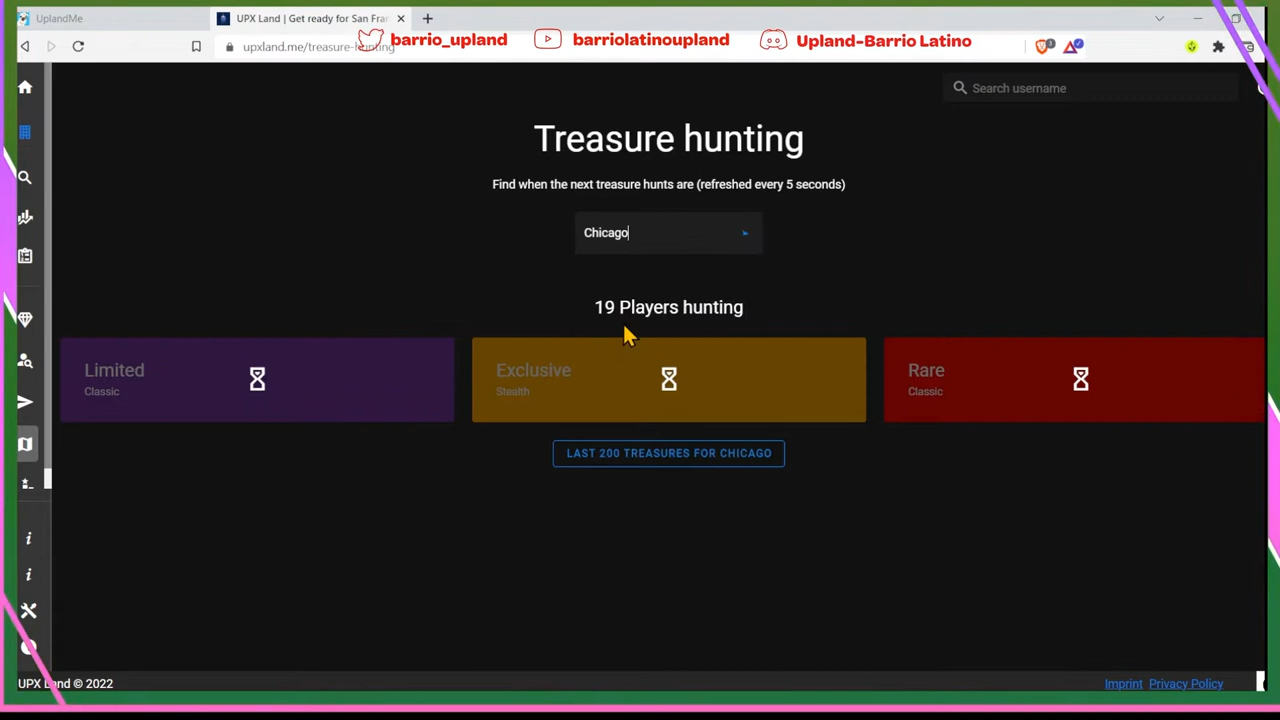 UplandMe
UPX Land | Get ready for San Fra
upxland.me/treasure-hunting
barrio_upland
barriolatinoupland
Upland-Barrio Latino
Search username
Treasure hunting
Find when the next treasure hunts are (refreshed every 5 seconds)
Chicago
19 Players hunting
Limited
Classic
Exclusive
Stealth
Rare
Classic
LAST 200 TREASURES FOR CHICAGO
UPX Land © 2022
Imprint Privacy Policy